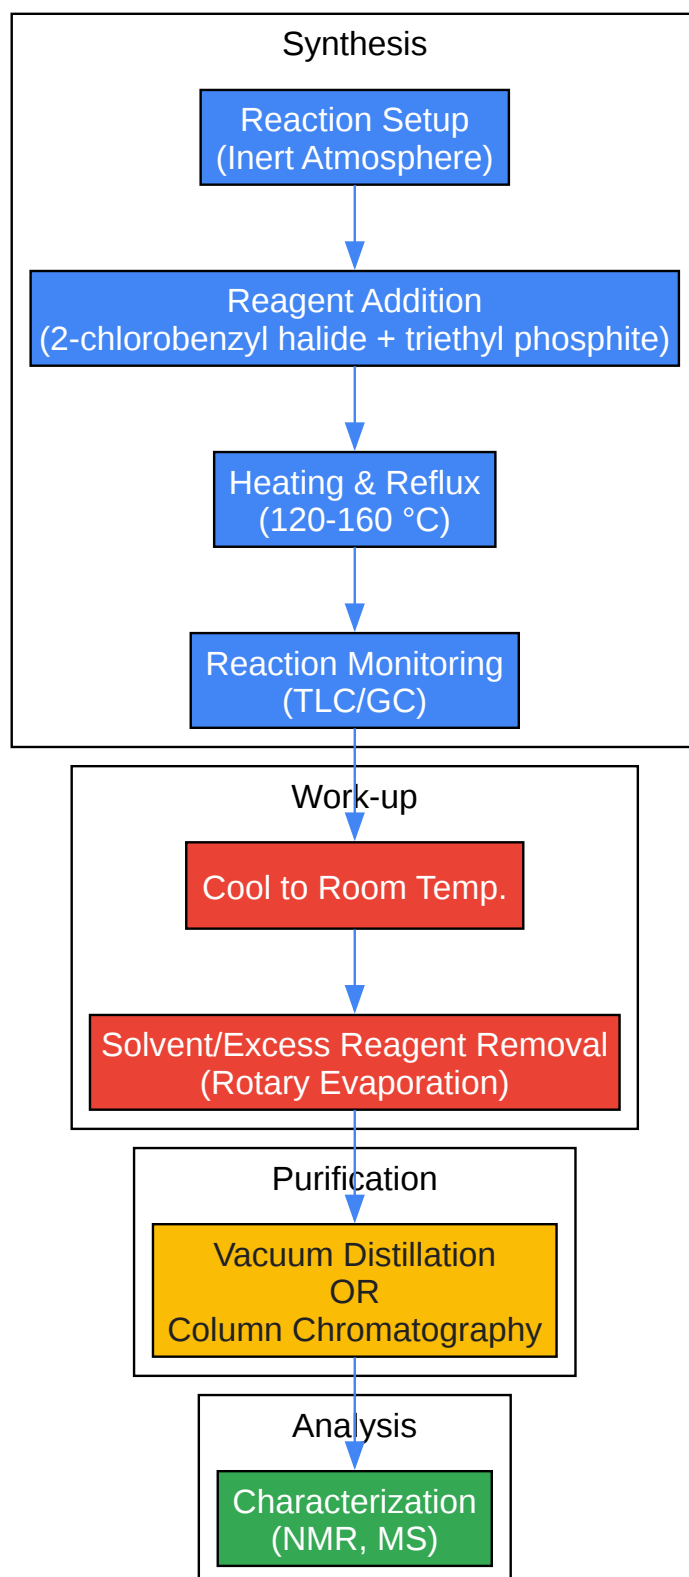 Synthesis
Reaction Setup
(Inert Atmosphere)
Reagent Addition
(2-chlorobenzyl halide + triethyl phosphite)
Heating & Reflux
(120-160 °C)
Reaction Monitoring
(TLC/GC)
Work-up
Cool to Room Temp.
Solvent/Excess Reagent Removal
(Rotary Evaporation)
Purification
Vacuum Distillation
OR
Column Chromatography
Analysis
Characterization
(NMR, MS)